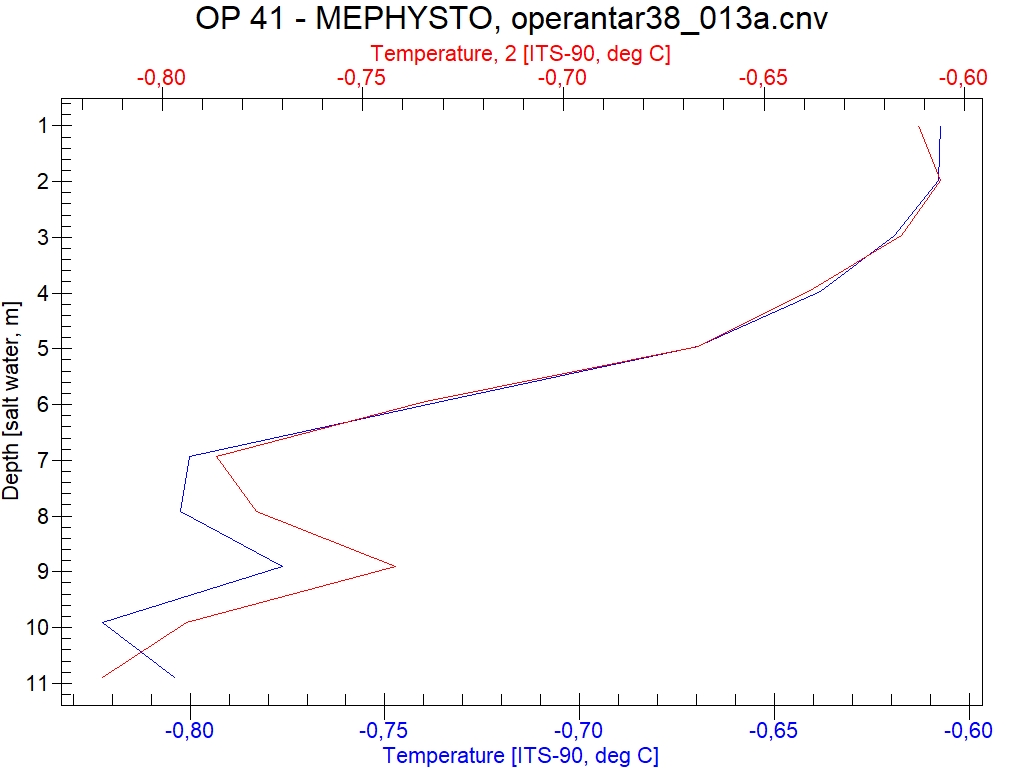 OP 41 - MEPHYSTO, operantar38_013a.cnv
Temperature, 2 [ITS-90, deg C]
-0,80 -0,75 -0,70 -0,65 -0,60
Depth [salt water, m]
1
2
3
4
5
6
7
8
9
10
11
-0,80 -0,75 -0,70 -0,65 -0,60
Temperature [ITS-90, deg C]